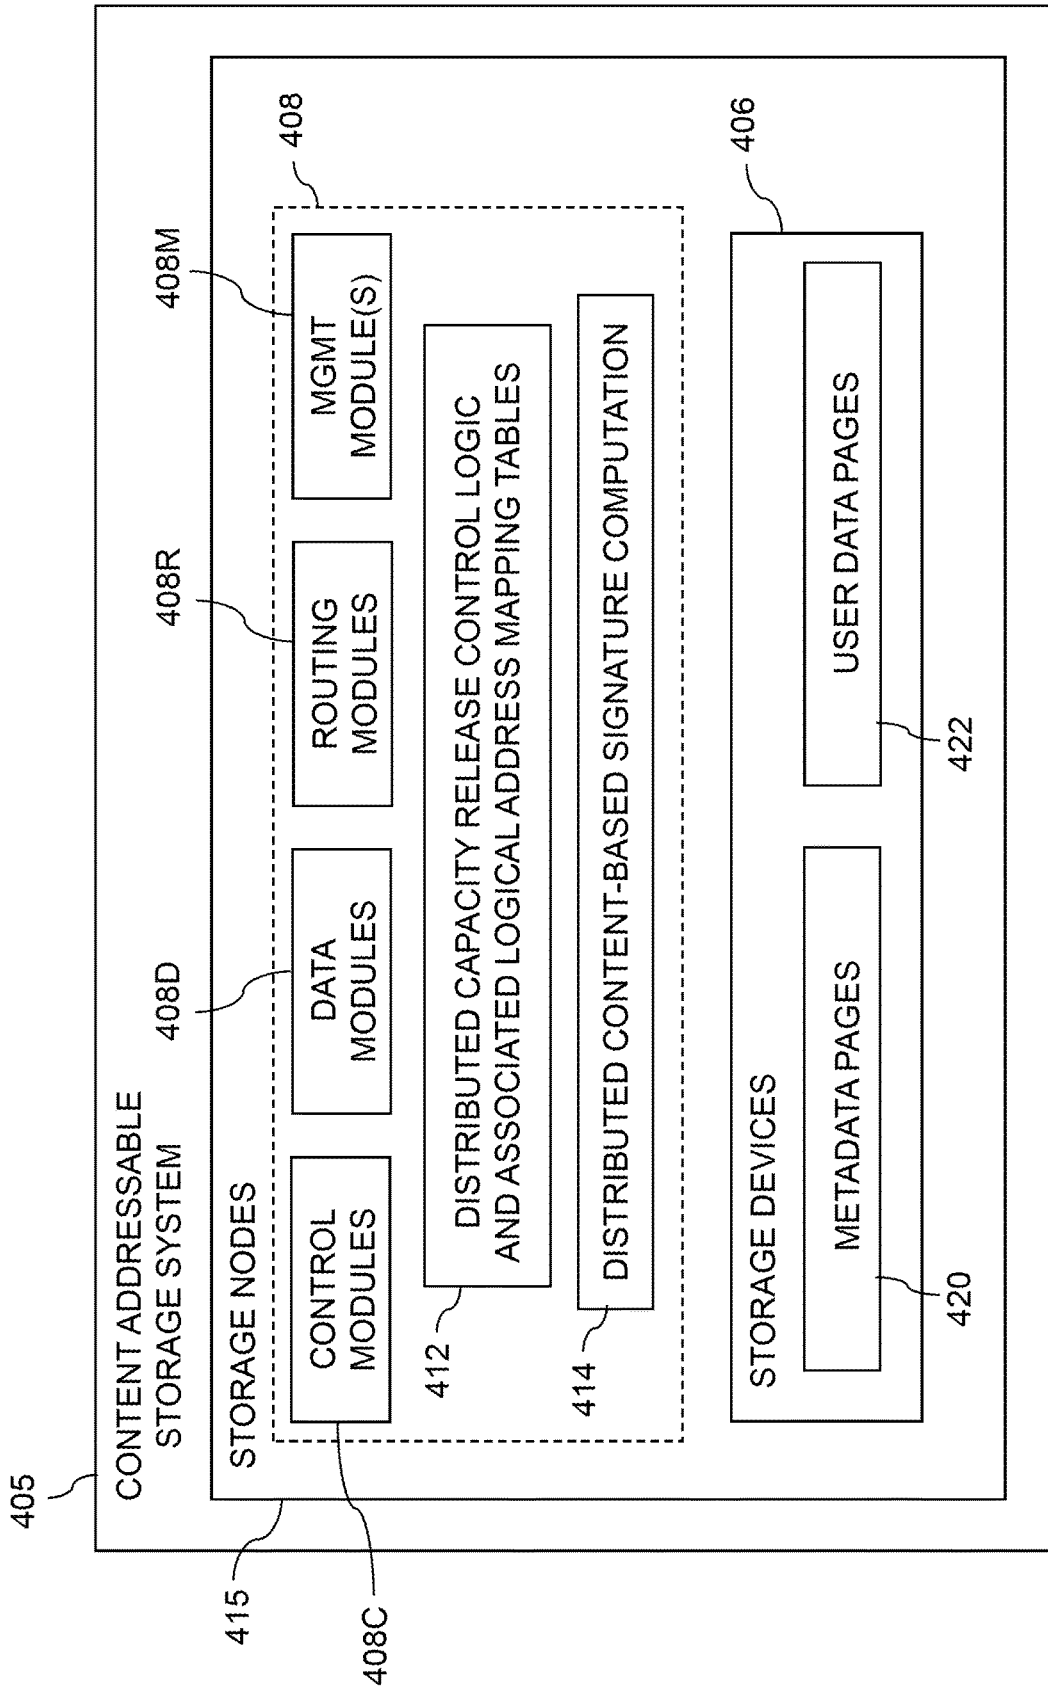 405
CONTENT ADDRESSABLE
STORAGE SYSTEM
415
STORAGE NODES
408C
408D
408R
408M
408
CONTROL
MODULES
DATA
MODULES
ROUTING
MODULES
MGMT
MODULE(S)
412
DISTRIBUTED CAPACITY RELEASE CONTROL LOGIC
AND ASSOCIATED LOGICAL ADDRESS MAPPING TABLES
414
DISTRIBUTED CONTENT-BASED SIGNATURE COMPUTATION
STORAGE DEVICES
406
METADATA PAGES
USER DATA PAGES
420
422